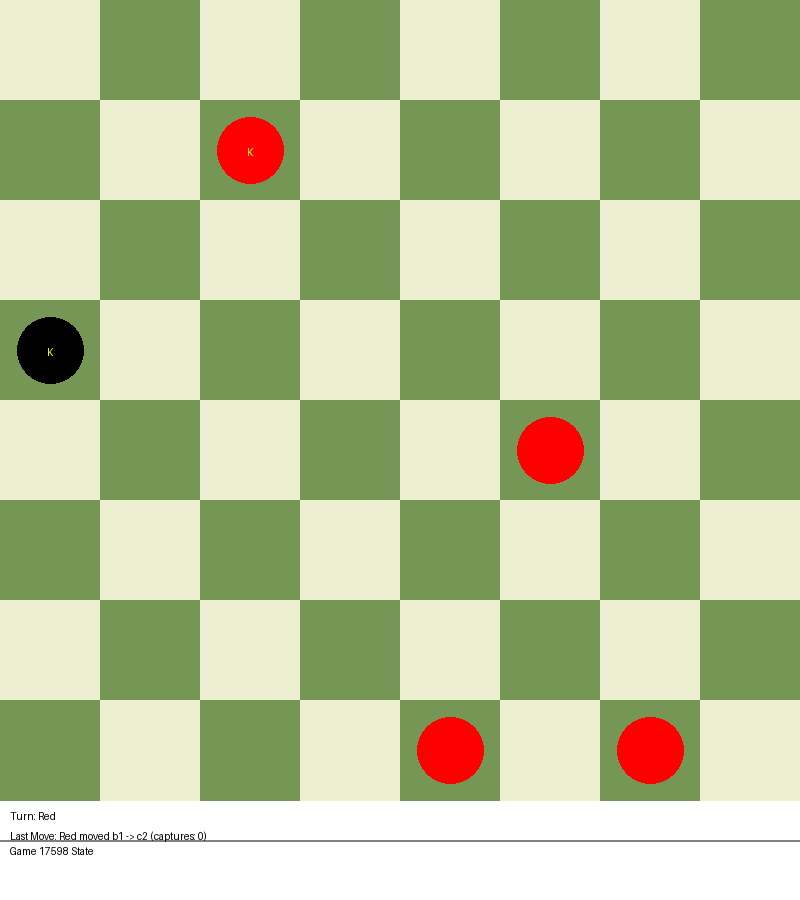 K
K
Turn: Red
Last Move: Red moved b1 -> c2 (captures: 0)
Game 17598 State